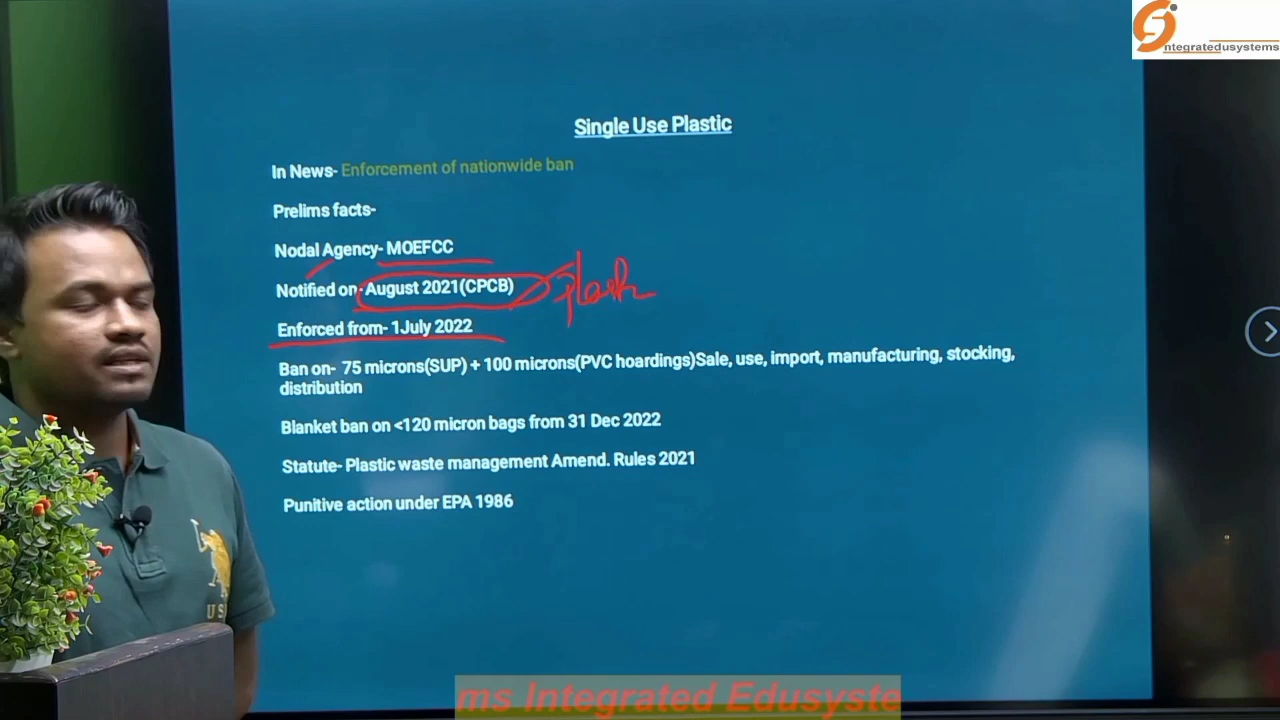 ntegratedusystems
Single Use Plastic
In News- Enforcement of nationwide ban
Prelims facts-
Nodal Agency- MOEFCC
Notified on- August 2021(CPCB)
Enforced from- 1July 2022
Ban on- 75 microns(SUP) + 100 microns(PVC hoardings)Sale, use, import, manufacturing, stocking,
distribution
Blanket ban on <120 micron bags from 31 Dec 2022
Statute- Plastic waste management Amend. Rules 2021
Punitive action under EPA 1986
US
ms Integrated Edusyste